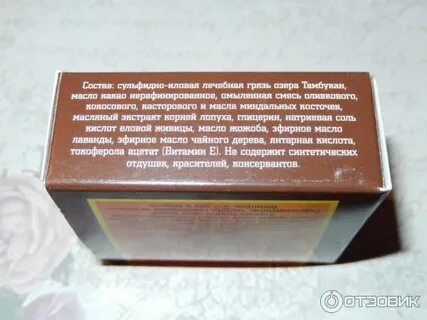 Состав: сульфидно-иловая лечебная грязь озера Тамбукан,
масло какао нерафинированное, омыленная смесь оливкового,
кокосового, касторового и масла миндальных косточек,
масляный экстракт корней лопуха, глицерин, натриевая соль
кислот еловой живицы, масло жожоба, эфирное масло
лаванды, эфирное масло чайного дерева, янтарная кислота,
токоферола ацетат (Витамин Е). Не содержит синтетических
отдушек, красителей, консервантов.
ОТЗОВИК